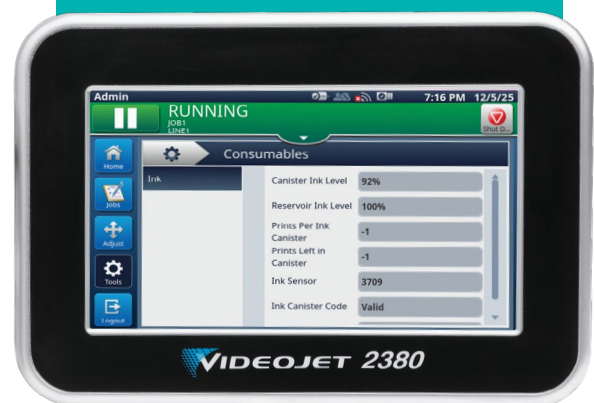 Admin 7:16 PM 12/5/25
RUNNING
JOB1
LINE1
Shut D...
Home
Consumables
Ink
Canister Ink Level 92%
Jobs
Reservoir Ink Level 100%
Prints Per Ink
Canister -1
Adjust
Prints Left in
Canister -1
Tools
Ink Sensor 3709
Ink Canister Code Valid
Logout
VIDEOJET 2380